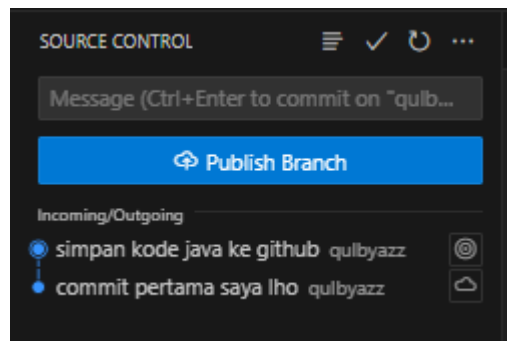 SOURCE CONTROL
Message (Ctrl+Enter to commit on "qulb...
Publish Branch
Incoming/Outgoing
simpan kode java ke github qulbyazz
commit pertama saya lho qulbyazz